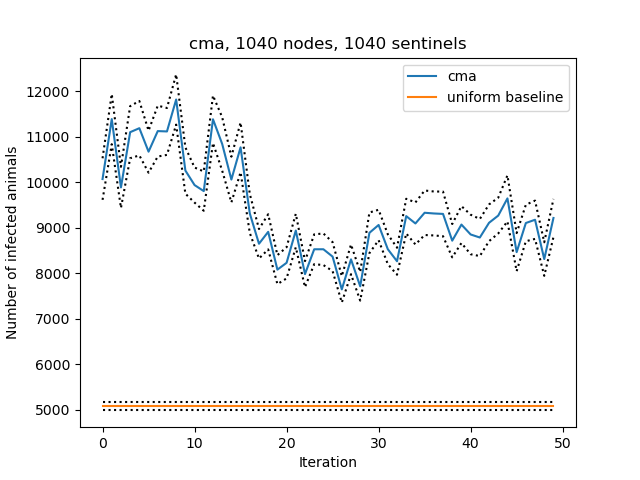 cma, 1040 nodes, 1040 sentinels
cma
uniform baseline
Number of infected animals
12000
11000
10000
9000
8000
7000
6000
5000
0 10 20 30 40 50
Iteration